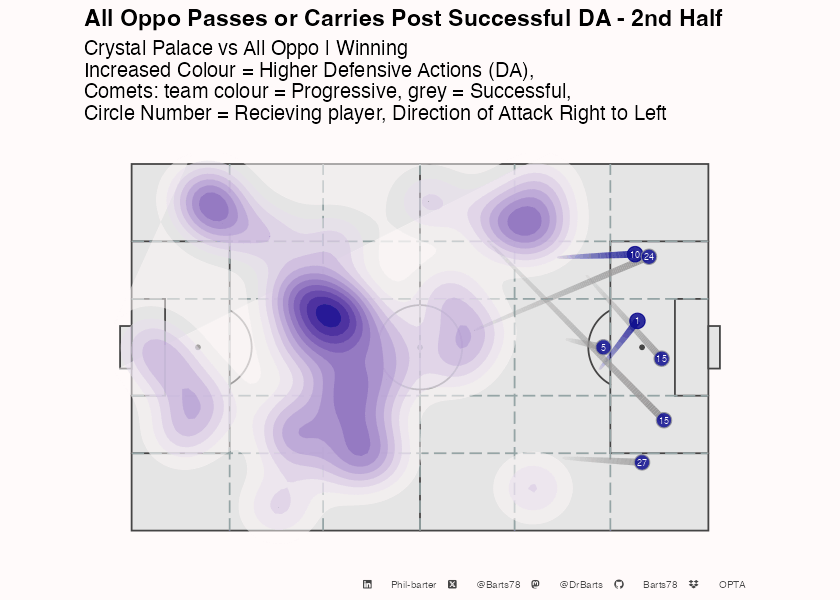 All Oppo Passes or Carries Post Successful DA - 2nd Half
Crystal Palace vs All Oppo | Winning
Increased Colour = Higher Defensive Actions (DA),
Comets: team colour = Progressive, grey = Successful,
Circle Number = Recieving player, Direction of Attack Right to Left
10 24
1
5
15
15
27
Phil-barter @Barts78 @DrBarts Barts78 OPTA